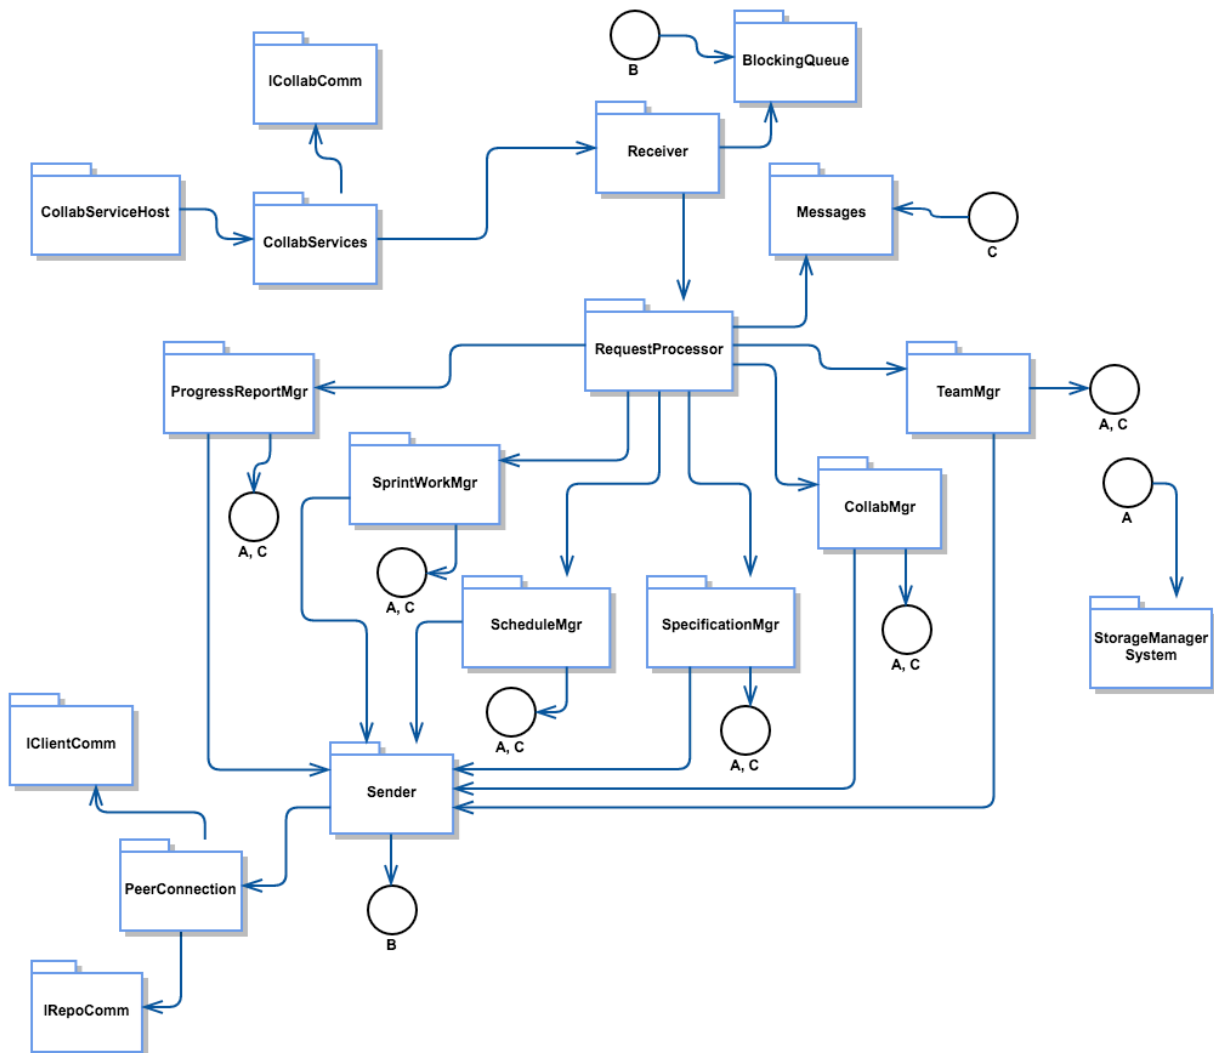 B
BlockingQueue
ICollabComm
Receiver
CollabServiceHost
CollabServices
Messages
C
RequestProcessor
ProgressReportMgr
TeamMgr
A, C
SprintWorkMgr
CollabMgr
A
A, C
A, C
ScheduleMgr
SpecificationMgr
A, C
StorageManager
System
A, C
A, C
IClientComm
Sender
PeerConnection
B
IRepoComm